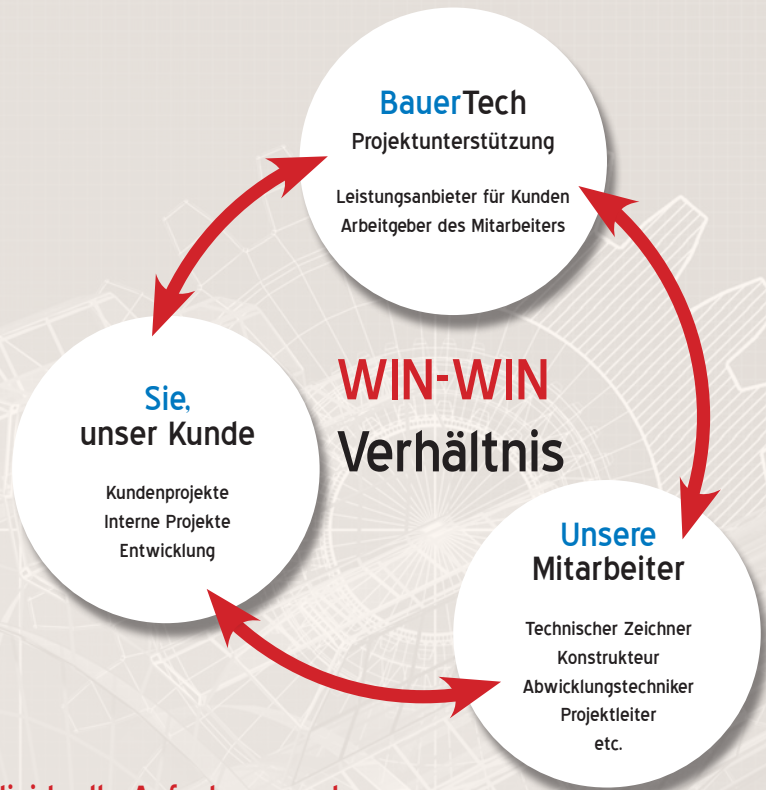 BauerTech
Projektunterstützung
Leistungsanbieter für Kunden
Arbeitgeber des Mitarbeiters
WIN-WIN
Verhältnis
Sie,
unser Kunde
Kundenprojekte
Interne Projekte
Entwicklung
Unsere
Mitarbeiter
Technischer Zeichner
Konstrukteur
Abwicklungstechniker
Projektleiter
etc.